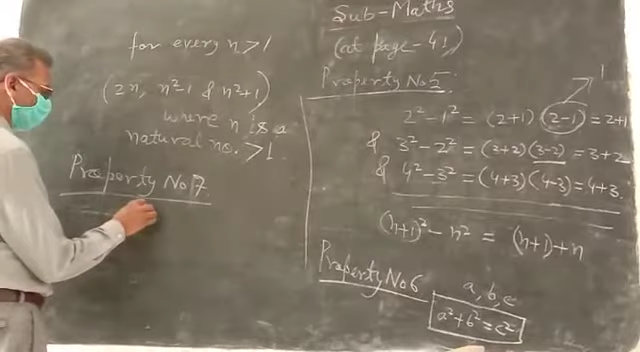 Sub-Maths
(at page-41)
Property No 5.
1
2²-1² = (2+1) (2-1) = 2+1
& 3²-2² = (3+2)(3-2) = 3+2
& 4²-3² = (4+3)(4-3) = 4+3.
(n+1)² - n² = (n+1)+n
Property No 6
a, b, c
a²+b²=c²
for every n>1
(2n, n²-1 & n²+1)
where n is a
natural no. >1.
Property No 7.